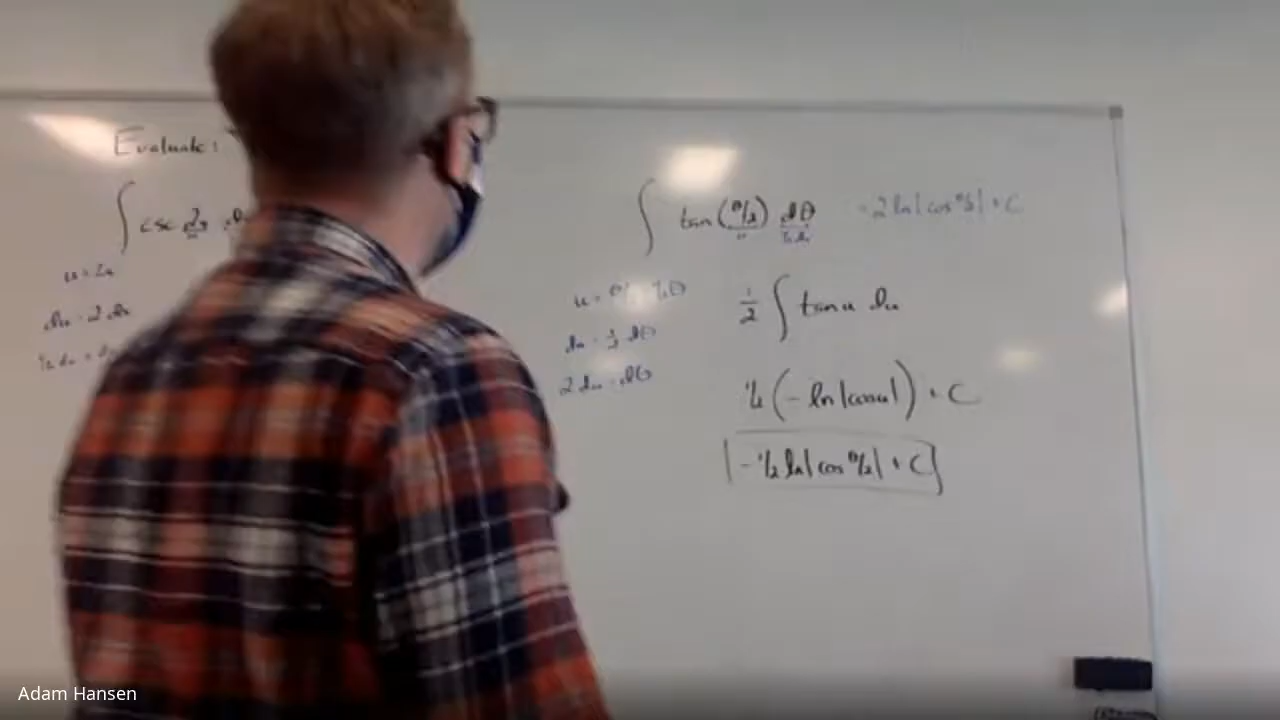 Evaluate:
∫ csc 2x
u = 2x
du = 2 dx
½ du =
∫ tan(θ/2) dθ = -2 ln|cos θ/2| + C
u = θ/2 ½θ
du = ½ dθ
2 du = dθ
½ ∫ tan u du
½(- ln|cos u|) + C
-½ ln|cos θ/2| + C
Adam Hansen